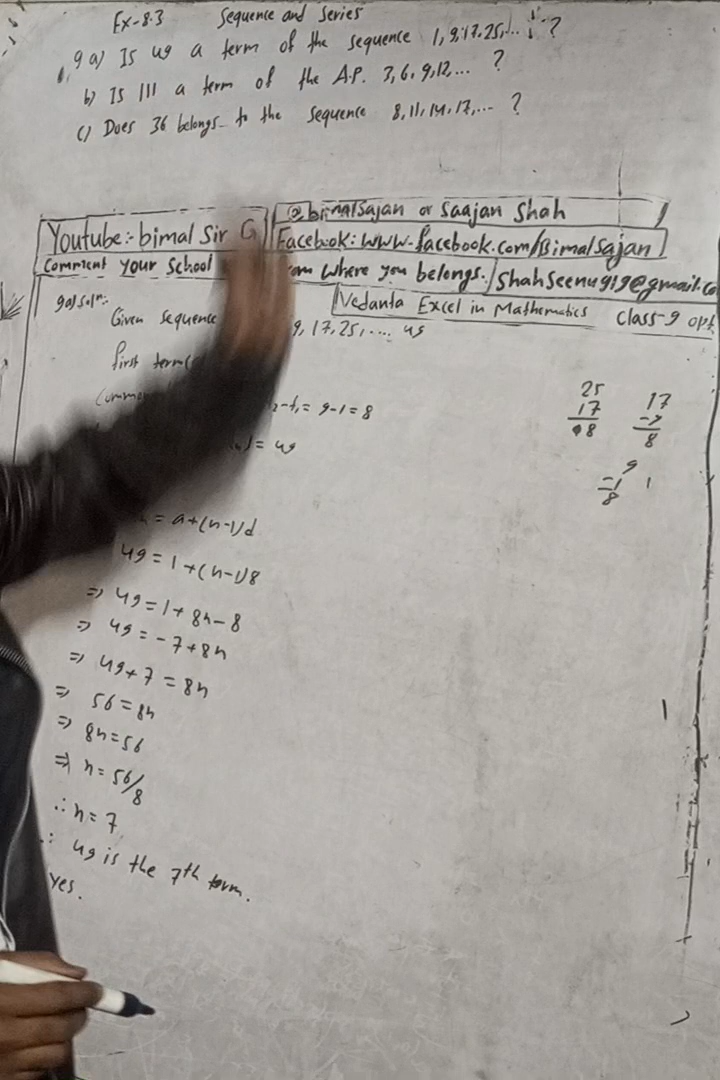 Ex-8.3 Sequence and Series
9 a) Is 49 a term of the sequence 1, 9, 17, 25, ... ?
b) Is 111 a term of the A.P. 3, 6, 9, 12, ... ?
c) Does 36 belongs to the sequence 8, 11, 14, 17, ... ?
@bimalsajan or Saajan Shah
Youtube:- bimal Sir G
Facebook: www.facebook.com/Bimalsajan
Comment your School where you belongs.
Shahseenu919@gmail.co
Vedanta Excel in Mathematics Class-9 opt
9a) Solⁿ:-
Given Sequence 9, 17, 25, .... 49
first term
= 9-1 = 8
= 49
= a+(n-1)d
49 = 1+(n-1)8
=> 49 = 1+8n-8
=> 49 = -7+8n
=> 49+7 = 8n
=> 56 = 8n
=> 8n = 56
=> n = 56/8
∴ n = 7
∴ 49 is the 7th term.
Yes.
25
17
8
17
-9
8
9
-1
8